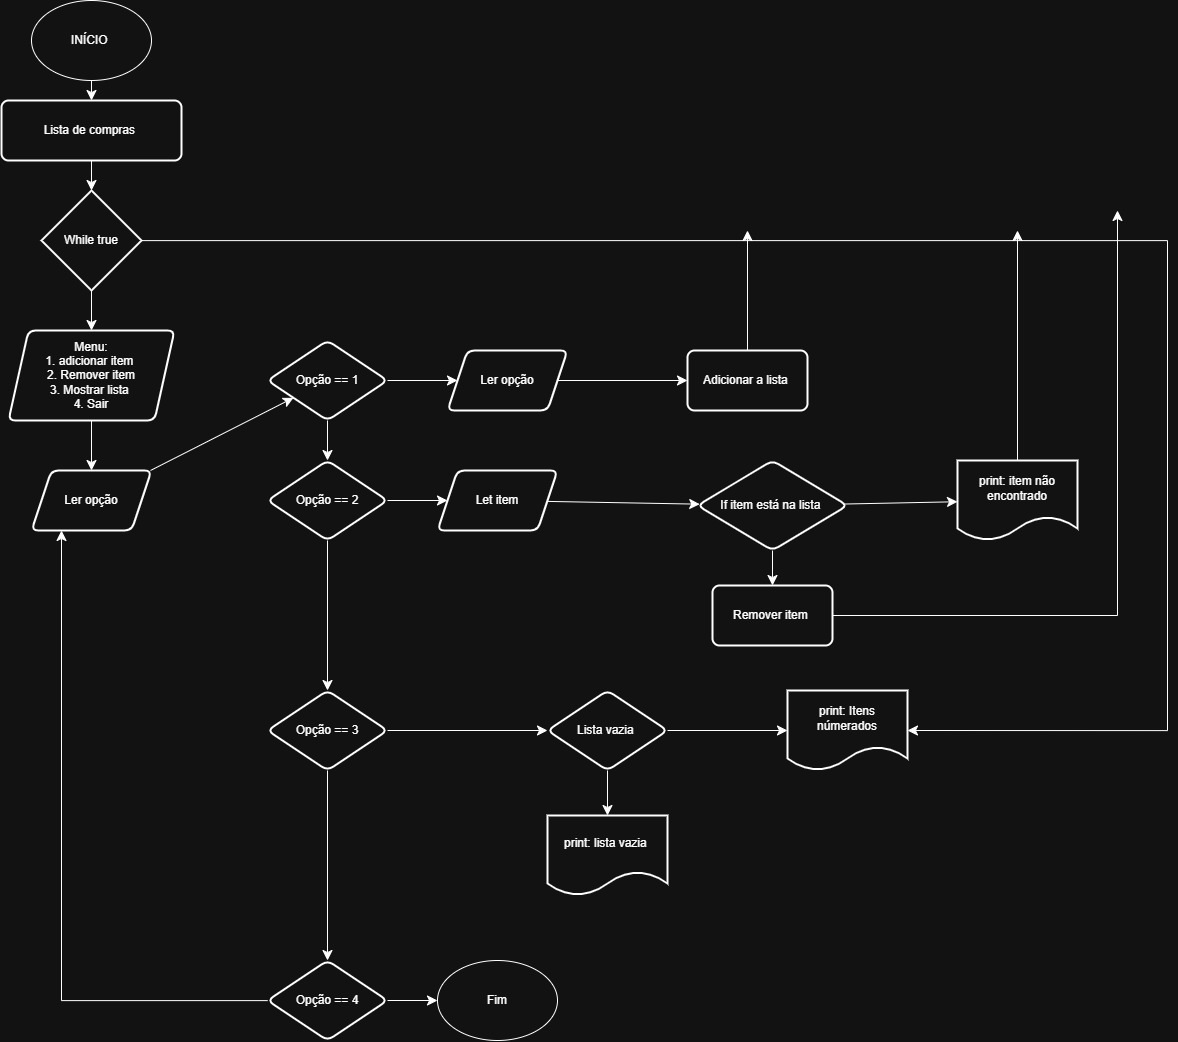 INÍCIO
Lista de compras
While true
Menu:
1. adicionar item
2. Remover item
3. Mostrar lista
4. Sair
Ler opção
Opção == 1
Ler opção
Adicionar a lista
Opção == 2
Let item
If item está na lista
print: item não
encontrado
Remover item
Opção == 3
Lista vazia
print: Itens
númerados
print: lista vazia
Opção == 4
Fim